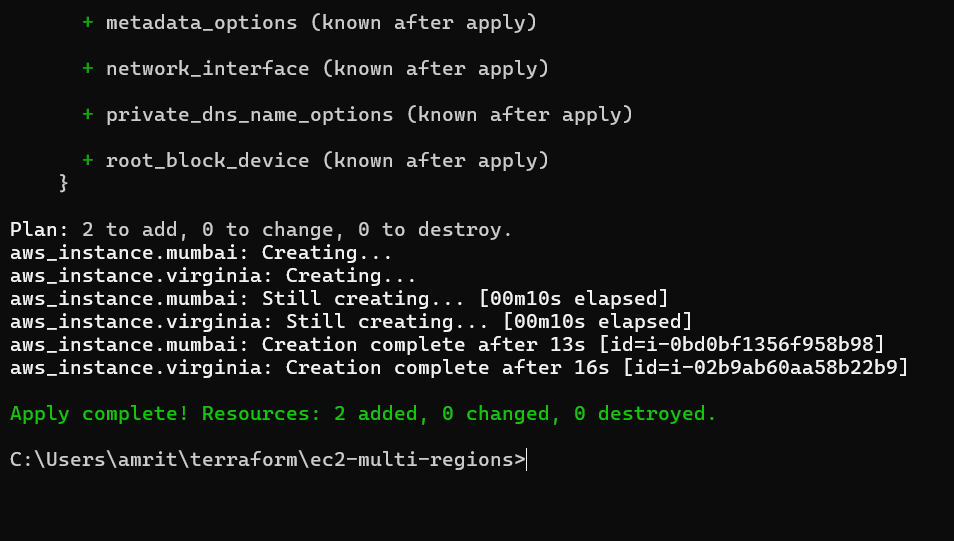 + metadata_options (known after apply)
+ network_interface (known after apply)
+ private_dns_name_options (known after apply)
+ root_block_device (known after apply)
}
Plan: 2 to add, 0 to change, 0 to destroy.
aws_instance.mumbai: Creating...
aws_instance.virginia: Creating...
aws_instance.mumbai: Still creating... [00m10s elapsed]
aws_instance.virginia: Still creating... [00m10s elapsed]
aws_instance.mumbai: Creation complete after 13s [id=i-0bd0bf1356f958b98]
aws_instance.virginia: Creation complete after 16s [id=i-02b9ab60aa58b22b9]
Apply complete! Resources: 2 added, 0 changed, 0 destroyed.
C:\Users\amrit\terraform\ec2-multi-regions>